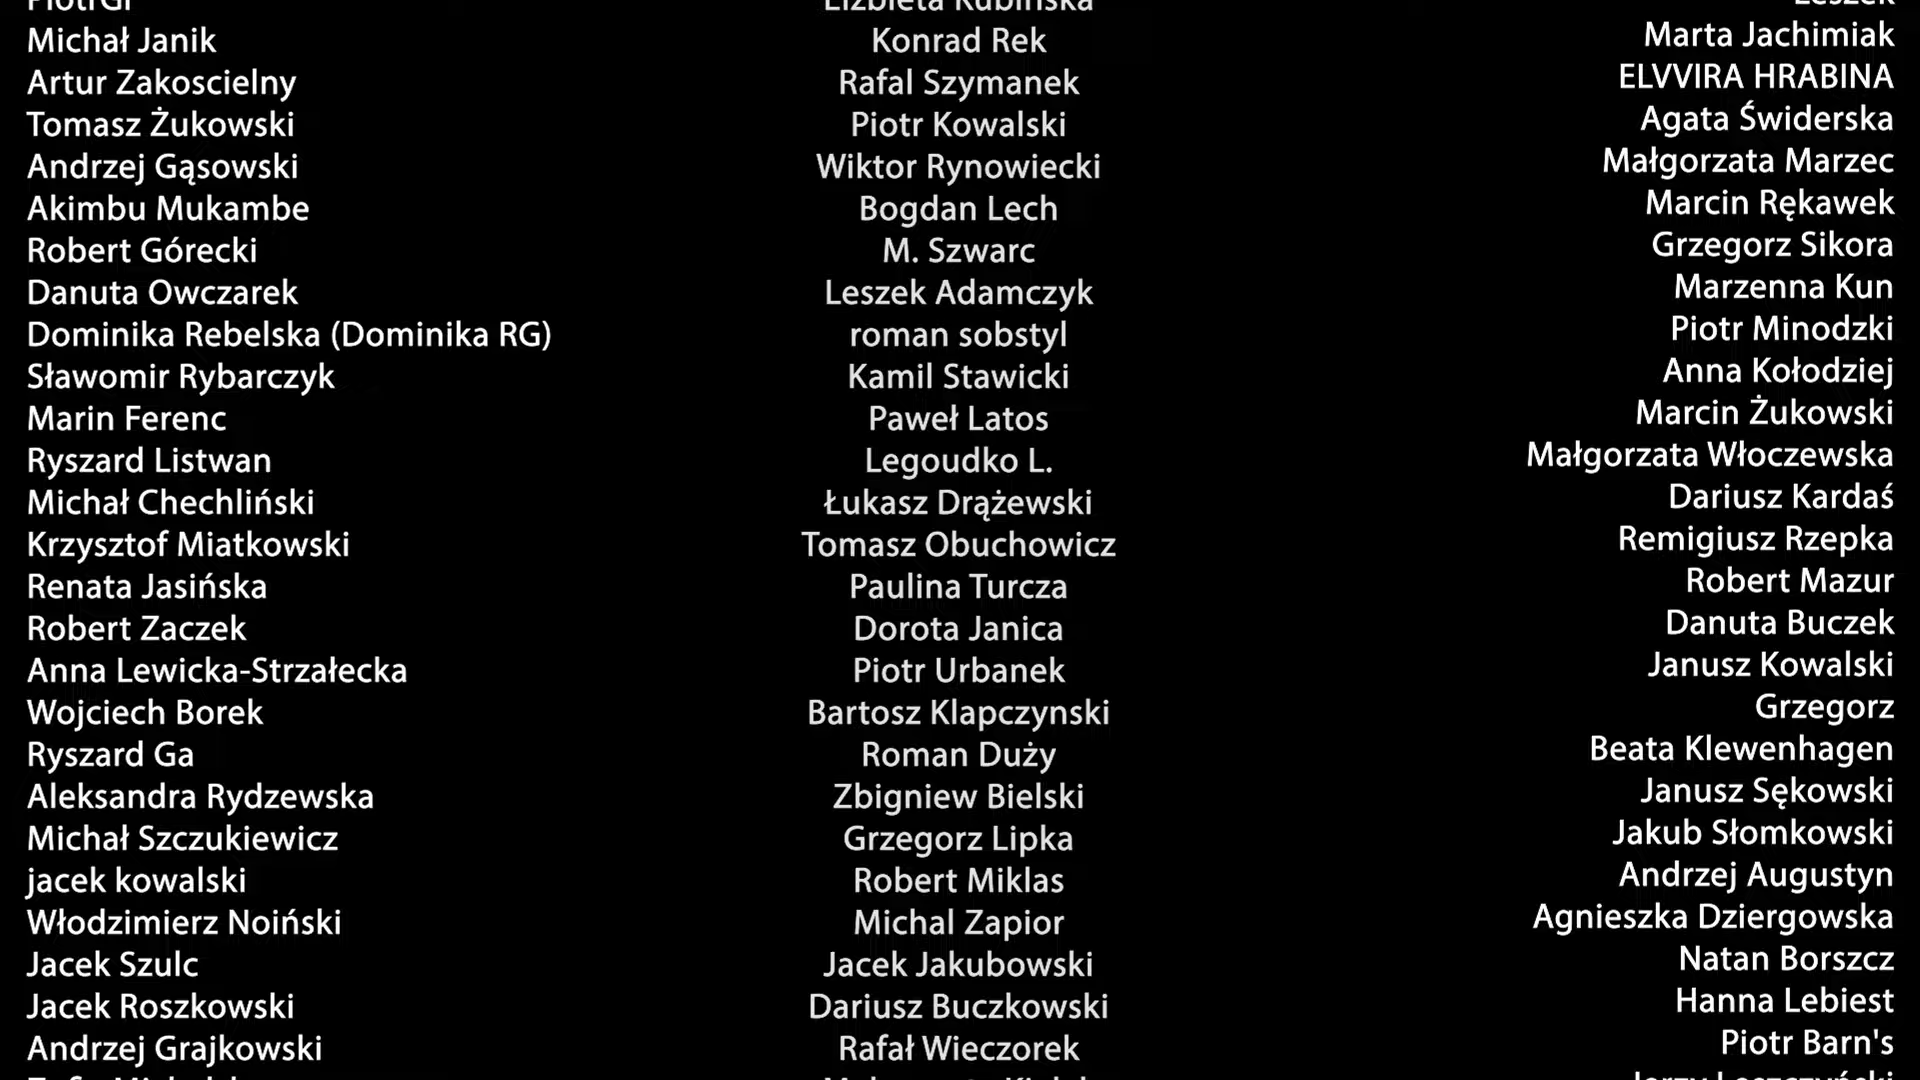 PiotrGr
Michał Janik
Artur Zakoscielny
Tomasz Żukowski
Andrzej Gąsowski
Akimbu Mukambe
Robert Górecki
Danuta Owczarek
Dominika Rebelska (Dominika RG)
Sławomir Rybarczyk
Marin Ferenc
Ryszard Listwan
Michał Chechliński
Krzysztof Miatkowski
Renata Jasińska
Robert Zaczek
Anna Lewicka-Strzałecka
Wojciech Borek
Ryszard Ga
Aleksandra Rydzewska
Michał Szczukiewicz
jacek kowalski
Włodzimierz Noiński
Jacek Szulc
Jacek Roszkowski
Andrzej Grajkowski
Elżbieta Rubińska
Konrad Rek
Rafal Szymanek
Piotr Kowalski
Wiktor Rynowiecki
Bogdan Lech
M. Szwarc
Leszek Adamczyk
roman sobstyl
Kamil Stawicki
Paweł Latos
Legoudko L.
Łukasz Drążewski
Tomasz Obuchowicz
Paulina Turcza
Dorota Janica
Piotr Urbanek
Bartosz Klapczynski
Roman Duży
Zbigniew Bielski
Grzegorz Lipka
Robert Miklas
Michal Zapior
Jacek Jakubowski
Dariusz Buczkowski
Rafał Wieczorek
Leszek
Marta Jachimiak
ELVVIRA HRABINA
Agata Świderska
Małgorzata Marzec
Marcin Rękawek
Grzegorz Sikora
Marzenna Kun
Piotr Minodzki
Anna Kołodziej
Marcin Żukowski
Małgorzata Włoczewska
Dariusz Kardaś
Remigiusz Rzepka
Robert Mazur
Danuta Buczek
Janusz Kowalski
Grzegorz
Beata Klewenhagen
Janusz Sękowski
Jakub Słomkowski
Andrzej Augustyn
Agnieszka Dziergowska
Natan Borszcz
Hanna Lebiest
Piotr Barn's
Jerzy Leszczyński